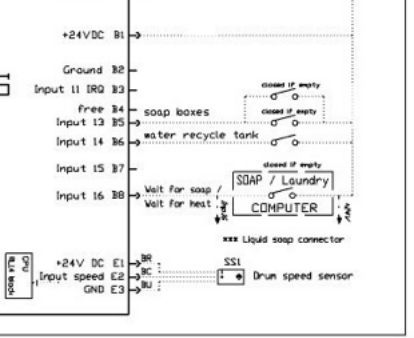 +24VDC B1
Ground B2
Input 11 IRQ B3
free B4
Input 13 B5
Input 14 B6
Input 15 B7
Input 16 B8
soap boxes
water recycle tank
closed if empty
closed if empty
closed if empty
Wait for soap /
Wait for heat
SOAP / Laundry
COMPUTER
*** Liquid soap connector
+24V DC E1 BR
Input speed E2 BC
GND E3 BU
SS1
Drum speed sensor
CPU